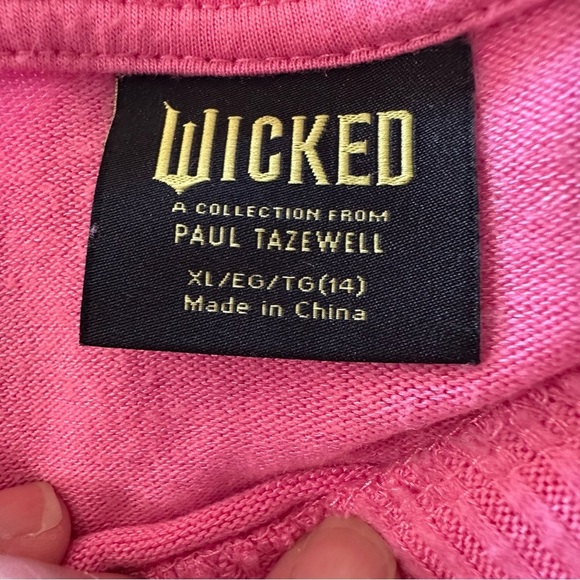 WICKED
A COLLECTION FROM
PAUL TAZEWELL
XL/EG/TG(14)
Made in China